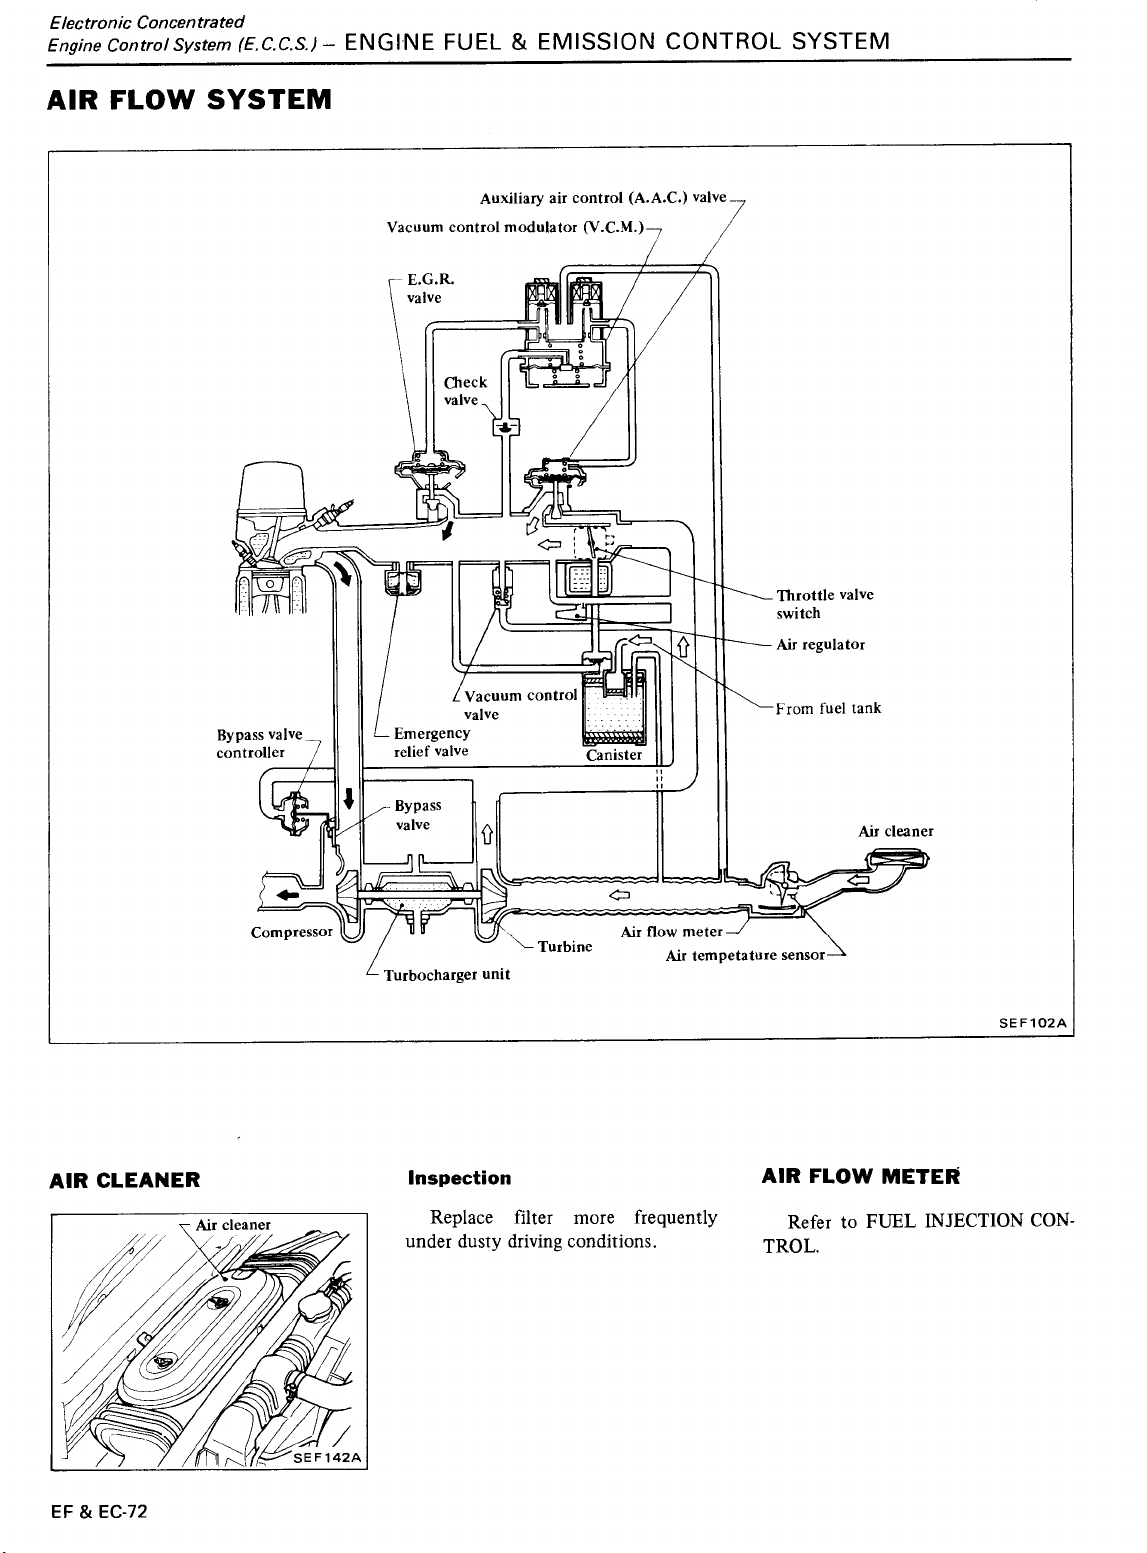 Electronic Concentrated
Engine Control System (E.C.C.S.) – ENGINE FUEL & EMISSION CONTROL SYSTEM
AIR FLOW SYSTEM
Auxiliary air control (A.A.C.) valve
Vacuum control modulator (V.C.M.)
E.G.R.
valve
Check
valve
Throttle valve
switch
Air regulator
From fuel tank
Vacuum control
valve
Emergency
relief valve
Canister
Bypass valve
controller
Bypass
valve
Air cleaner
Compressor
Turbine
Air flow meter
Air tempetature sensor
Turbocharger unit
SEF102A
AIR CLEANER
Air cleaner
SEF142A
Inspection
Replace filter more frequently
under dusty driving conditions.
AIR FLOW METER
Refer to FUEL INJECTION CON-
TROL.
EF & EC-72